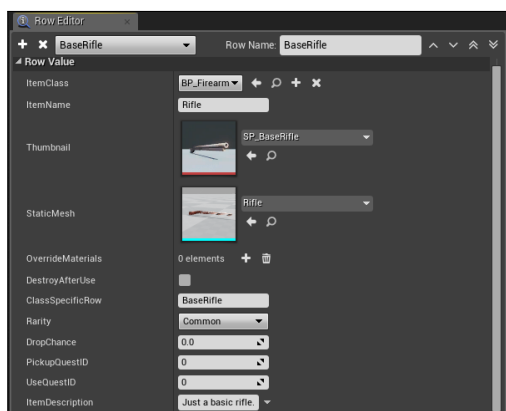 Row Editor
BaseRifle Row Name: BaseRifle
Row Value
ItemClass BP_Firearm
ItemName Rifle
Thumbnail SP_BaseRifle
StaticMesh Rifle
OverrideMaterials 0 elements
DestroyAfterUse
ClassSpecificRow BaseRifle
Rarity Common
DropChance 0.0
PickupQuestID 0
UseQuestID 0
ItemDescription Just a basic rifle.